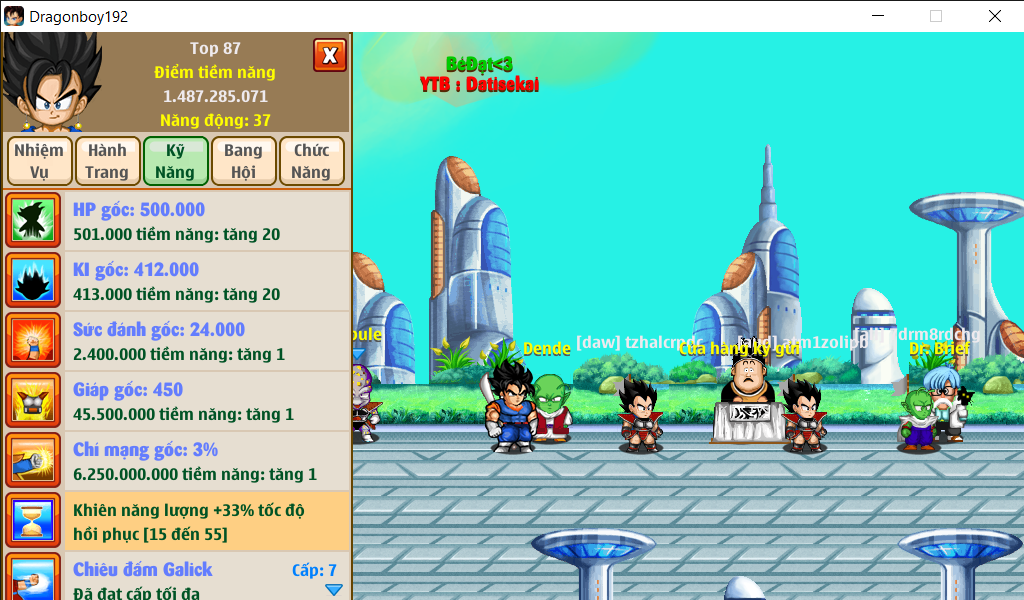 Dragonboy192
Top 87
Điểm tiềm năng
1.487.285.071
Năng động: 37
X
Nhiệm Vụ
Hành Trang
Kỹ Năng
Bang Hội
Chức Năng
HP gốc: 500.000
501.000 tiềm năng: tăng 20
KI gốc: 412.000
413.000 tiềm năng: tăng 20
Sức đánh gốc: 24.000
2.400.000 tiềm năng: tăng 1
Giáp gốc: 450
45.500.000 tiềm năng: tăng 1
Chí mạng gốc: 3%
6.250.000.000 tiềm năng: tăng 1
Khiên năng lượng +33% tốc độ
hồi phục [15 đến 55]
Chiêu đấm Galick Cấp: 7
Đã đạt cấp tối đa
BéĐạt<3
YTB : Datisekai
Dende
[daw] tzhalcmdc
Cửa hàng Ký gửi
Dr. Brief